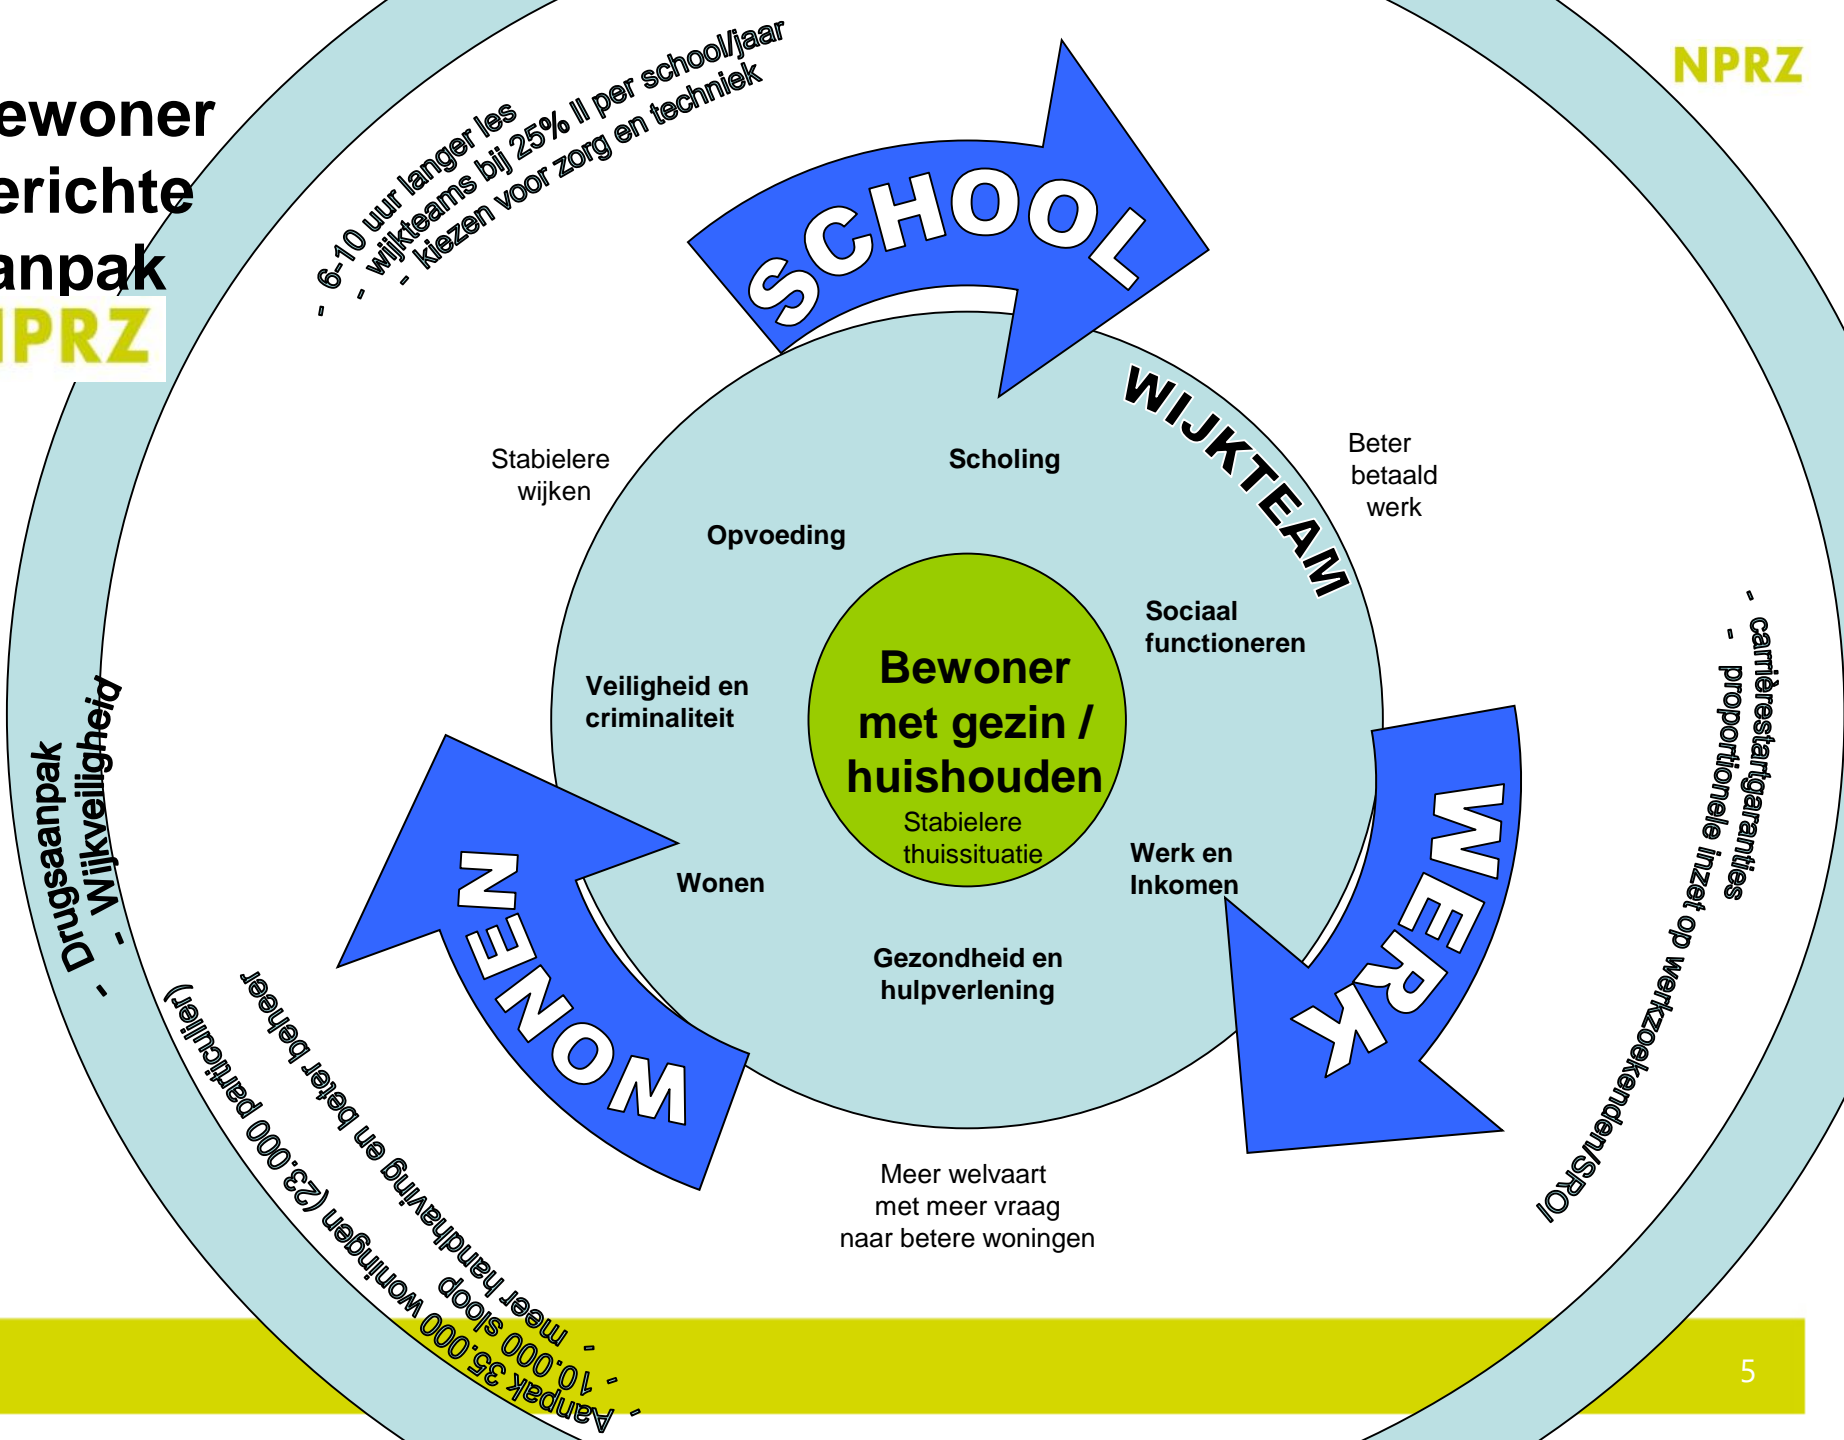 ewoner
erichte
anpak
NPRZ
NPRZ
- 6-10 uur langer les
- wijkteams bij 25% ll per school/jaar
- kiezen voor zorg en techniek
SCHOOL
WIJKTEAM
Stabielere
wijken
Scholing
Beter
betaald
werk
Opvoeding
Sociaal
functioneren
Veiligheid en
criminaliteit
Bewoner
met gezin /
huishouden
Stabielere
thuissituatie
Werk en
Inkomen
Wonen
Gezondheid en
hulpverlening
WERK
WONEN
- carrièrestartgaranties
- proportionele inzet op werkzoekenden/SROI
- Drugsaanpak
- Wijkveiligheid
Meer welvaart
met meer vraag
naar betere woningen
- Aanpak 35.000 woningen (23.000 particulier)
- 10.000 sloop
- meer handhaving en beter beheer
5